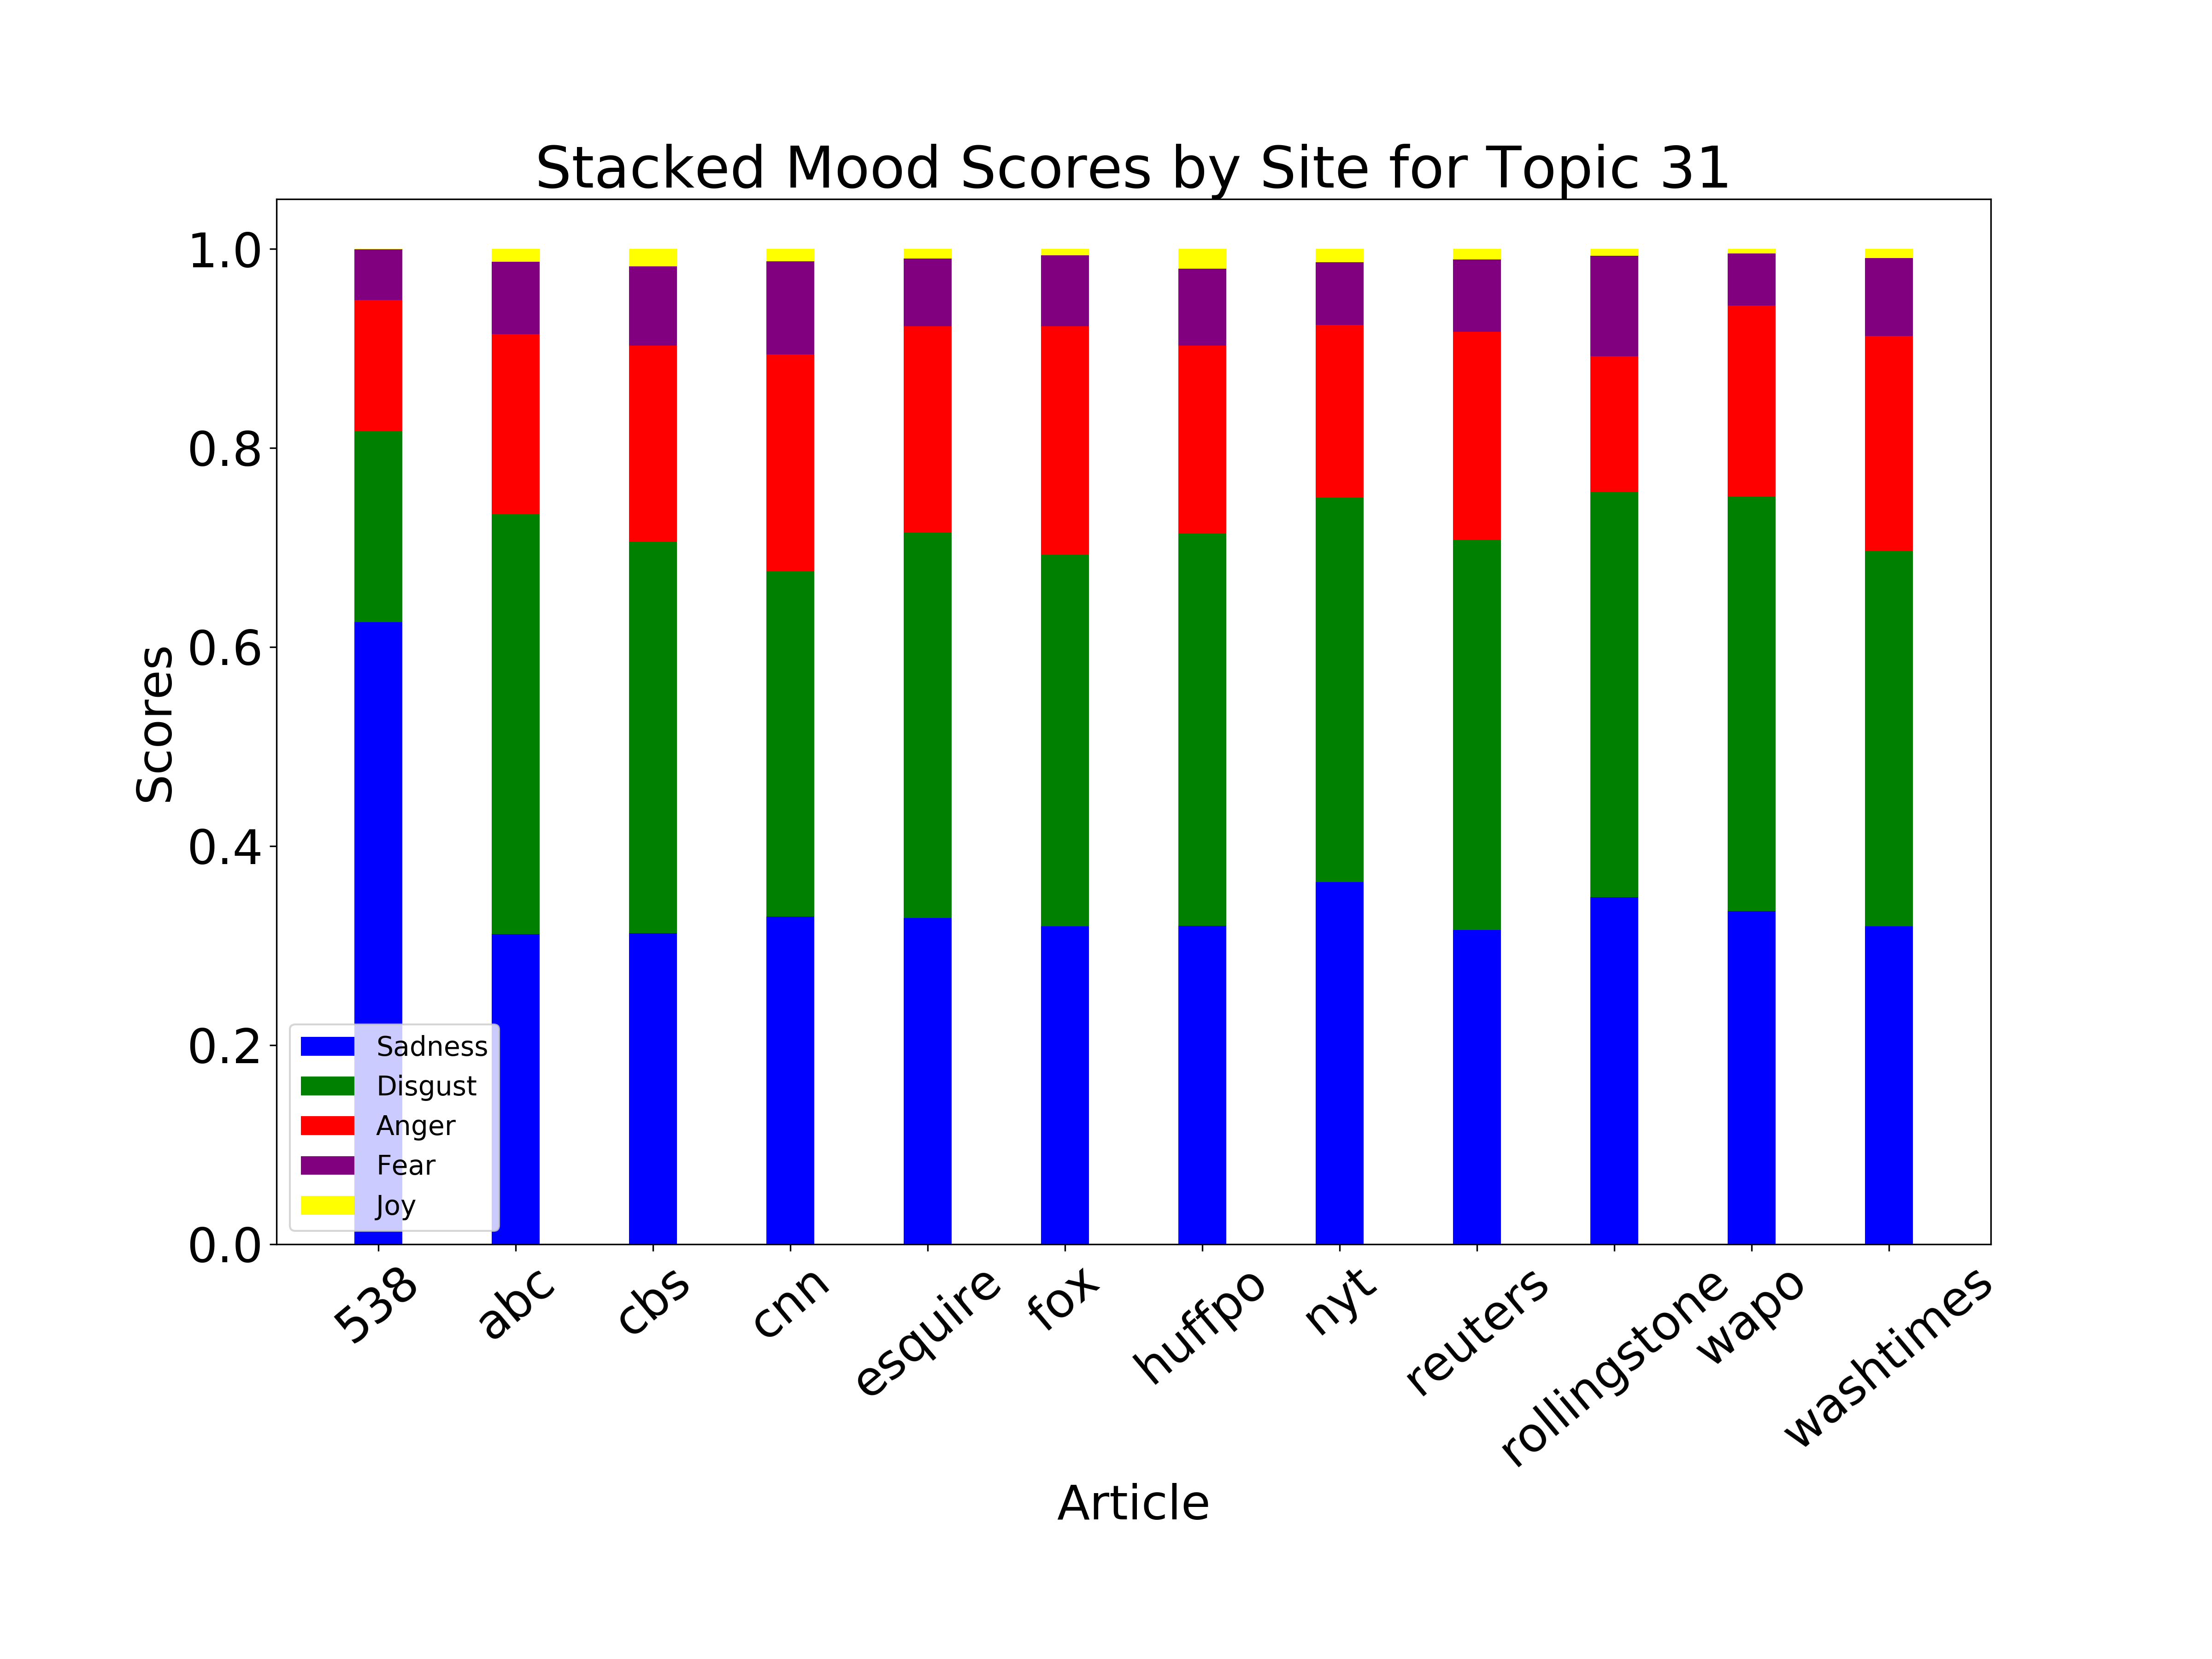 Stacked Mood Scores by Site for Topic 31
1.0
0.8
0.6
0.4
0.2
0.0
Scores
Sadness
Disgust
Anger
Fear
Joy
538
abc
cbs
cnn
esquire
fox
huffpo
nyt
reuters
rollingstone
wapo
washtimes
Article